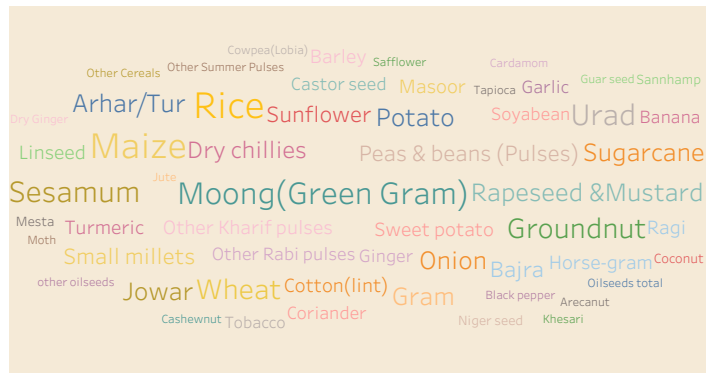 Cowpea(Lobia) Barley Safflower Cardamom
Other Cereals Other Summer Pulses
Castor seed Masoor Tapioca Garlic Guar seed Sannhamp
Arhar/Tur Rice Sunflower Potato Soyabean Urad Banana
Dry Ginger
Linseed Maize Dry chillies Peas & beans (Pulses) Sugarcane
Jute
Sesamum Moong(Green Gram) Rapeseed &Mustard
Mesta Turmeric Other Kharif pulses Sweet potato Groundnut Ragi
Moth
Small millets Other Rabi pulses Ginger Onion Bajra Horse-gram Coconut
other oilseeds Jowar Wheat Cotton(lint) Gram Black pepper Oilseeds total
Arecanut
Cashewnut Tobacco Coriander Niger seed Khesari